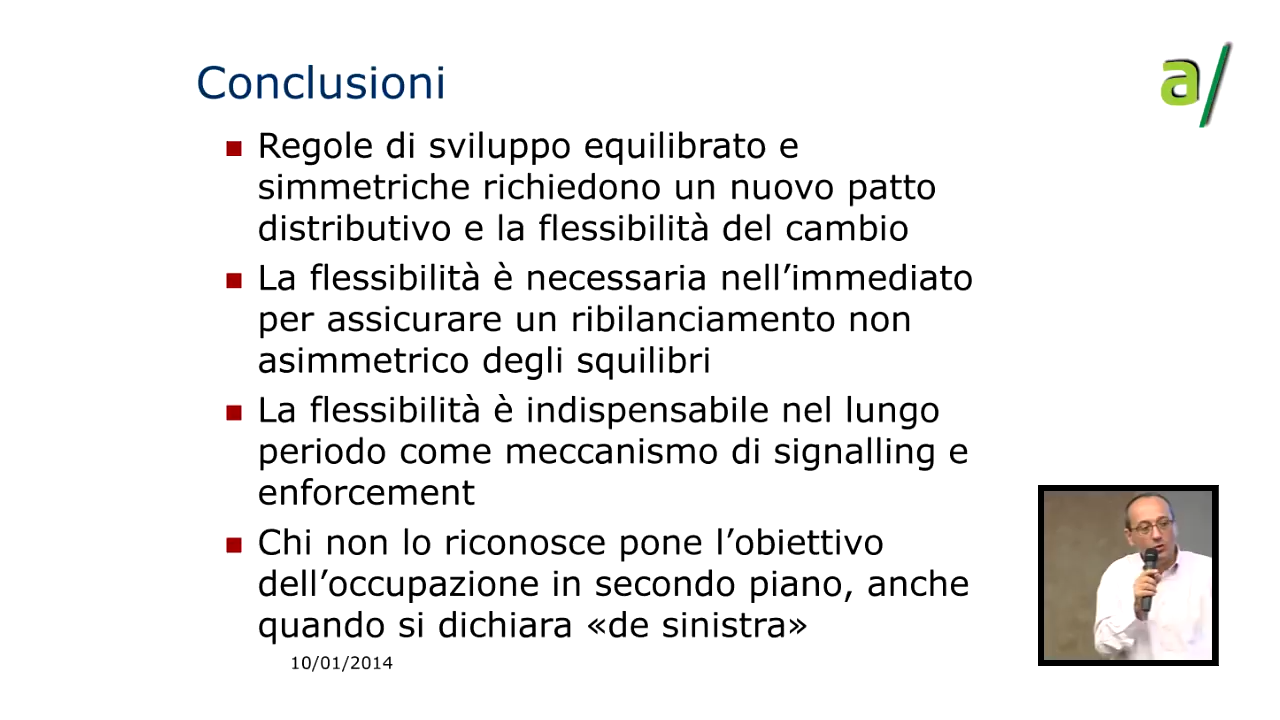 Conclusioni
a/
Regole di sviluppo equilibrato e
simmetriche richiedono un nuovo patto
distributivo e la flessibilità del cambio
La flessibilità è necessaria nell’immediato
per assicurare un ribilanciamento non
asimmetrico degli squilibri
La flessibilità è indispensabile nel lungo
periodo come meccanismo di signalling e
enforcement
Chi non lo riconosce pone l’obiettivo
dell’occupazione in secondo piano, anche
quando si dichiara «de sinistra»
10/01/2014